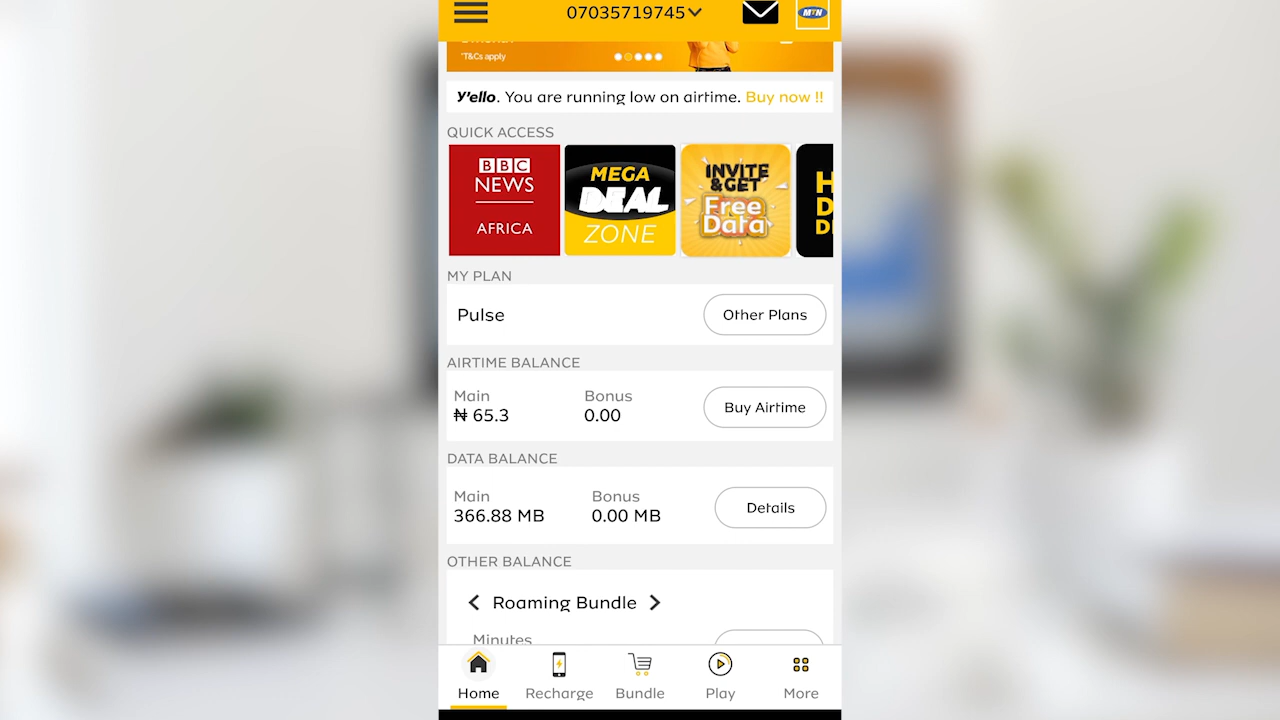 07035719745
MTN
*T&Cs apply
Y'ello. You are running low on airtime. Buy now !!
QUICK ACCESS
BBC
NEWS
AFRICA
MEGA
DEAL
ZONE
INVITE
&GET
Free
Data
MY PLAN
Pulse
Other Plans
AIRTIME BALANCE
Main
Bonus
₦ 65.3
0.00
Buy Airtime
DATA BALANCE
Main
Bonus
366.88 MB
0.00 MB
Details
OTHER BALANCE
Roaming Bundle
Minutes
Home
Recharge
Bundle
Play
More